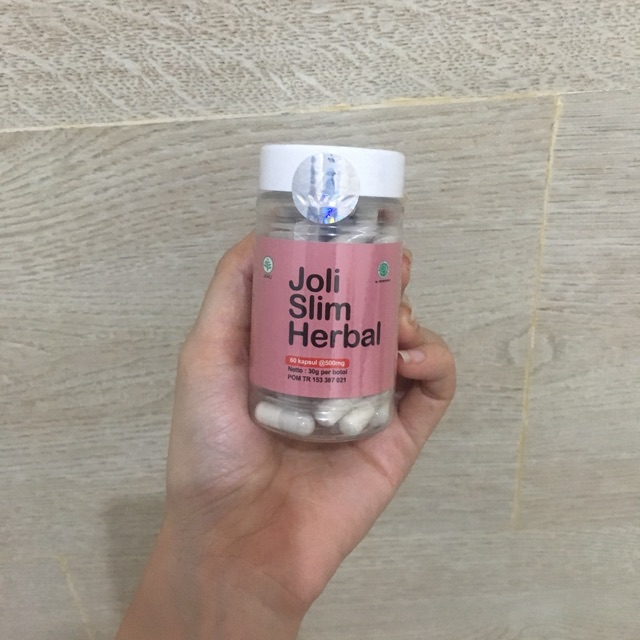 Joli
Slim
Herbal
60 kapsul @500mg
Netto : 30g per botol
POM TR 153 387 021